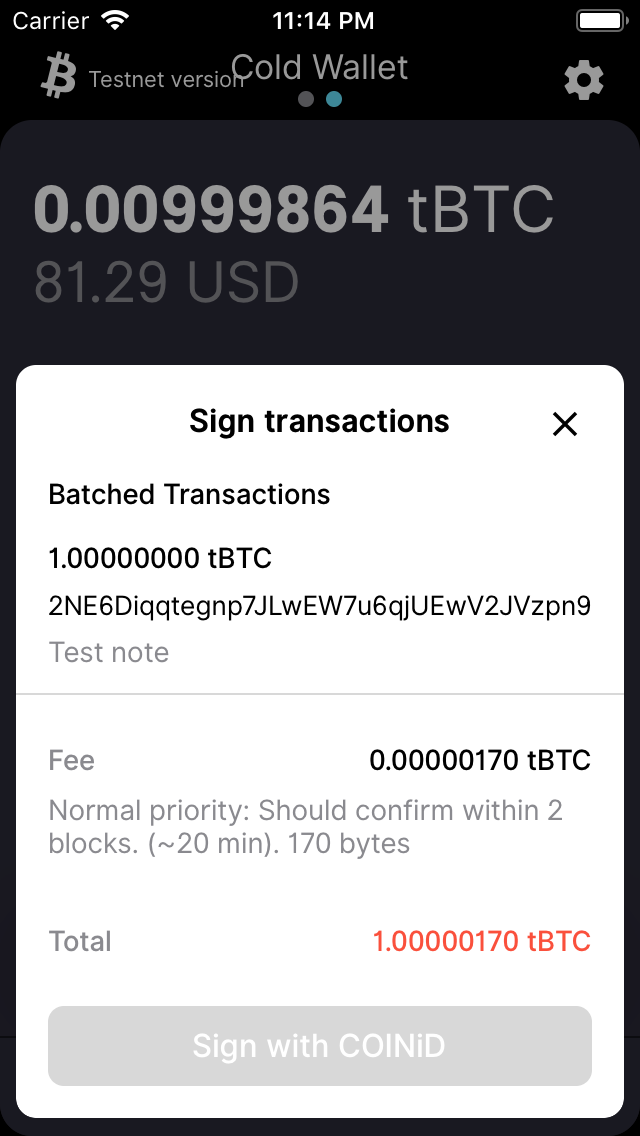 Carrier 11:14 PM
Testnet version Cold Wallet
0.00999864 tBTC
81.29 USD
Sign transactions
Batched Transactions
1.00000000 tBTC
2NE6Diqqtegnp7JLwEW7u6qjUEwV2JVzpn9
Test note
Fee 0.00000170 tBTC
Normal priority: Should confirm within 2
blocks. (~20 min). 170 bytes
Total 1.00000170 tBTC
Sign with COINiD